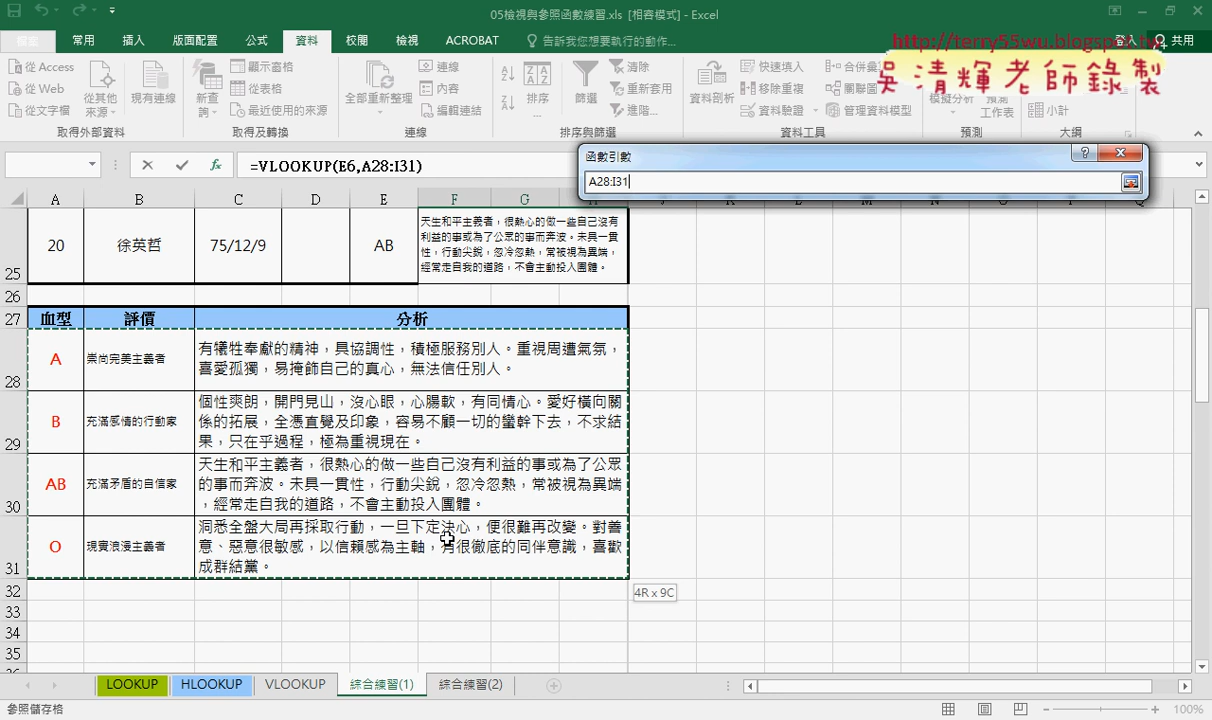 05檢視與參照函數練習.xls [相容模式] - Excel
檔案 常用 插入 版面配置 公式 資料 校閱 檢視 ACROBAT 告訴我您想要執行的動作... 登入 共用
http://terry55wu.blogspot.tw
吳清輝老師錄製
從 Access
從 Web
從文字檔
從其他來源
現有連線
取得外部資料
新查詢
顯示窗格
從表格
最近使用的來源
取得及轉換
全部重新整理
連線
內容
編輯連結
連線
排序
篩選
清除
重新套用
進階...
排序與篩選
資料剖析
快速填入
移除重複
資料驗證
合併彙
關聯圖
管理資料模型
資料工具
模擬分析
預測工作表
預測
小計
大綱
=VLOOKUP(E6,A28:I31)
函數引數
A28:I31
A B C D E F G H J K L M N O P Q
25 20 徐英哲 75/12/9 AB
天生和平主義者，很熱心的做一些自己沒有
利益的事或為了公眾的事而奔波。未具一貫
性，行動尖銳，忽冷忽熱，常被視為異端，
經常走自我的道路，不會主動投入團體。
26
27 血型 評價 分析
28 A 崇尚完美主義者
有犧牲奉獻的精神，具協調性，積極服務別人。重視周遭氣氛，
喜愛孤獨，易掩飾自己的真心，無法信任別人。
29 B 充滿感情的行動家
個性爽朗，開門見山，沒心眼，心腸軟，有同情心。愛好橫向關
係的拓展，全憑直覺及印象，容易不顧一切的蠻幹下去，不求結
果，只在乎過程，極為重視現在。
30 AB 充滿矛盾的自信家
天生和平主義者，很熱心的做一些自己沒有利益的事或為了公眾
的事而奔波。未具一貫性，行動尖銳，忽冷忽熱，常被視為異端
，經常走自我的道路，不會主動投入團體。
31 O 現實浪漫主義者
洞悉全盤大局再採取行動，一旦下定決心，便很難再改變。對善
意、惡意很敏感，以信賴感為主軸，有很徹底的同伴意識，喜歡
成群結黨。
4R x 9C
32
33
34
35
LOOKUP HLOOKUP VLOOKUP 綜合練習(1) 綜合練習(2)
參照儲存格 100%